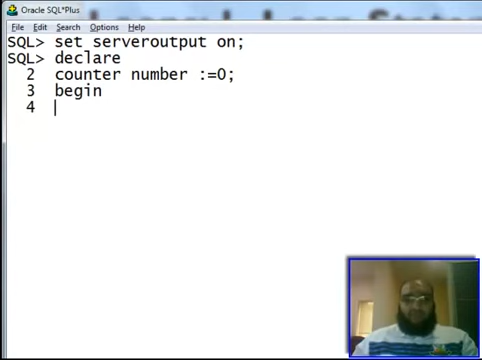 Oracle SQL*Plus
File Edit Search Options Help
SQL> set serveroutput on;
SQL> declare
2 counter number :=0;
3 begin
4